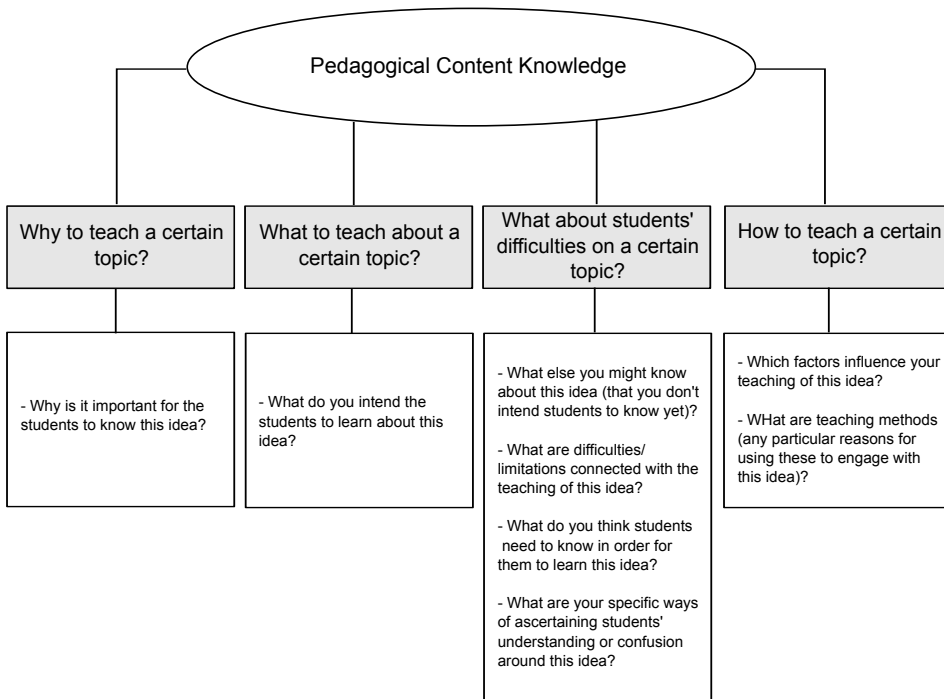 Pedagogical Content Knowledge
Why to teach a certain
topic?
What to teach about a
certain topic?
What about students'
difficulties on a certain
topic?
How to teach a certain
topic?
- Why is it important for the
students to know this idea?
- What do you intend the
students to learn about this
idea?
- What else you might know
about this idea (that you don't
intend students to know yet)?
- What are difficulties/
limitations connected with the
teaching of this idea?
- What do you think students
need to know in order for
them to learn this idea?
- What are your specific ways
of ascertaining students'
understanding or confusion
around this idea?
- Which factors influence your
teaching of this idea?
- WHat are teaching methods
(any particular reasons for
using these to engage with
this idea)?